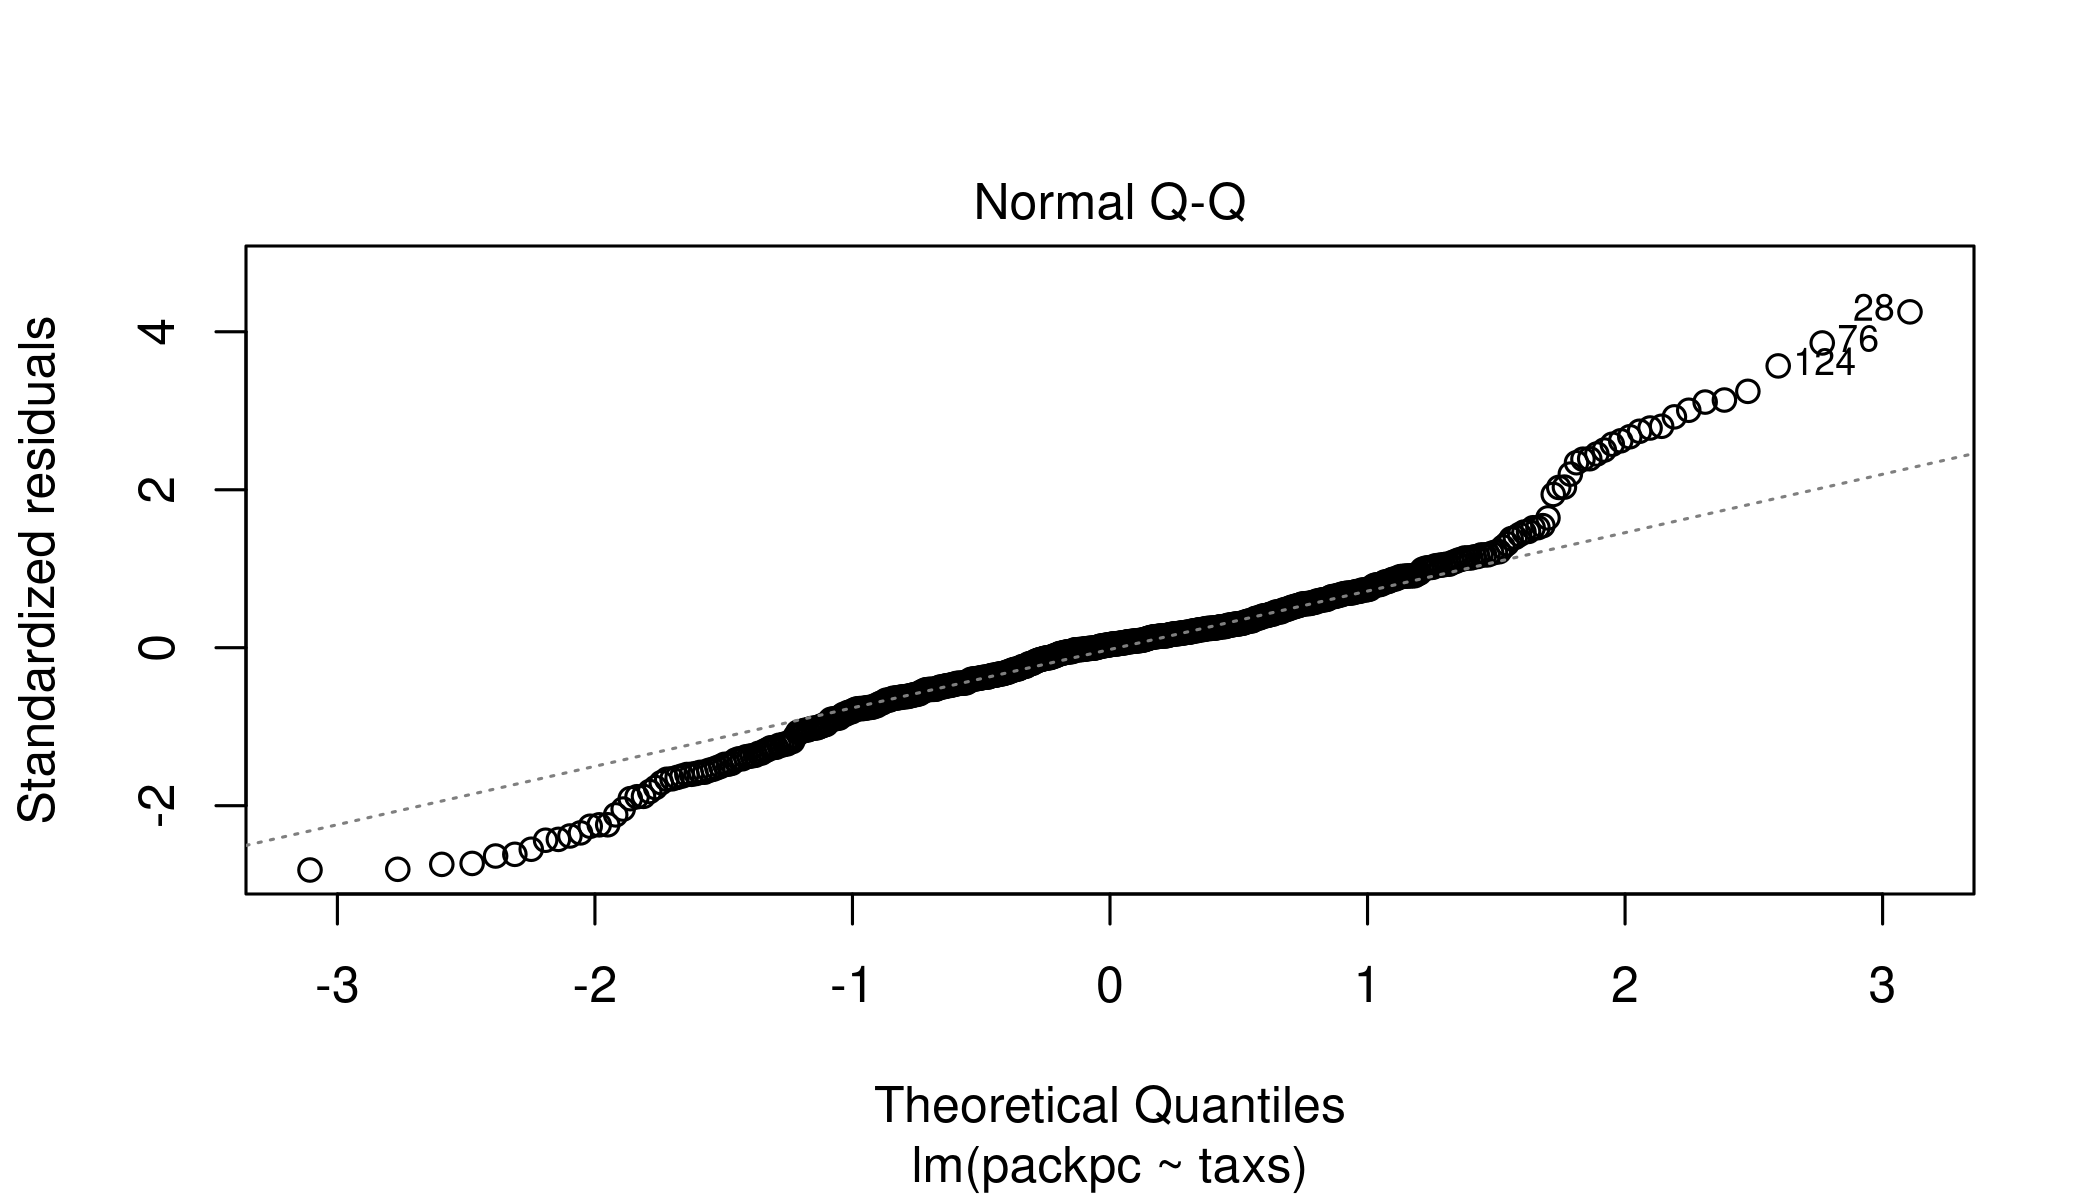 Normal Q-Q
Standardized residuals
4
2
0
-2
28
76
124
-3 -2 -1 0 1 2 3
Theoretical Quantiles
lm(packpc ~ taxs)